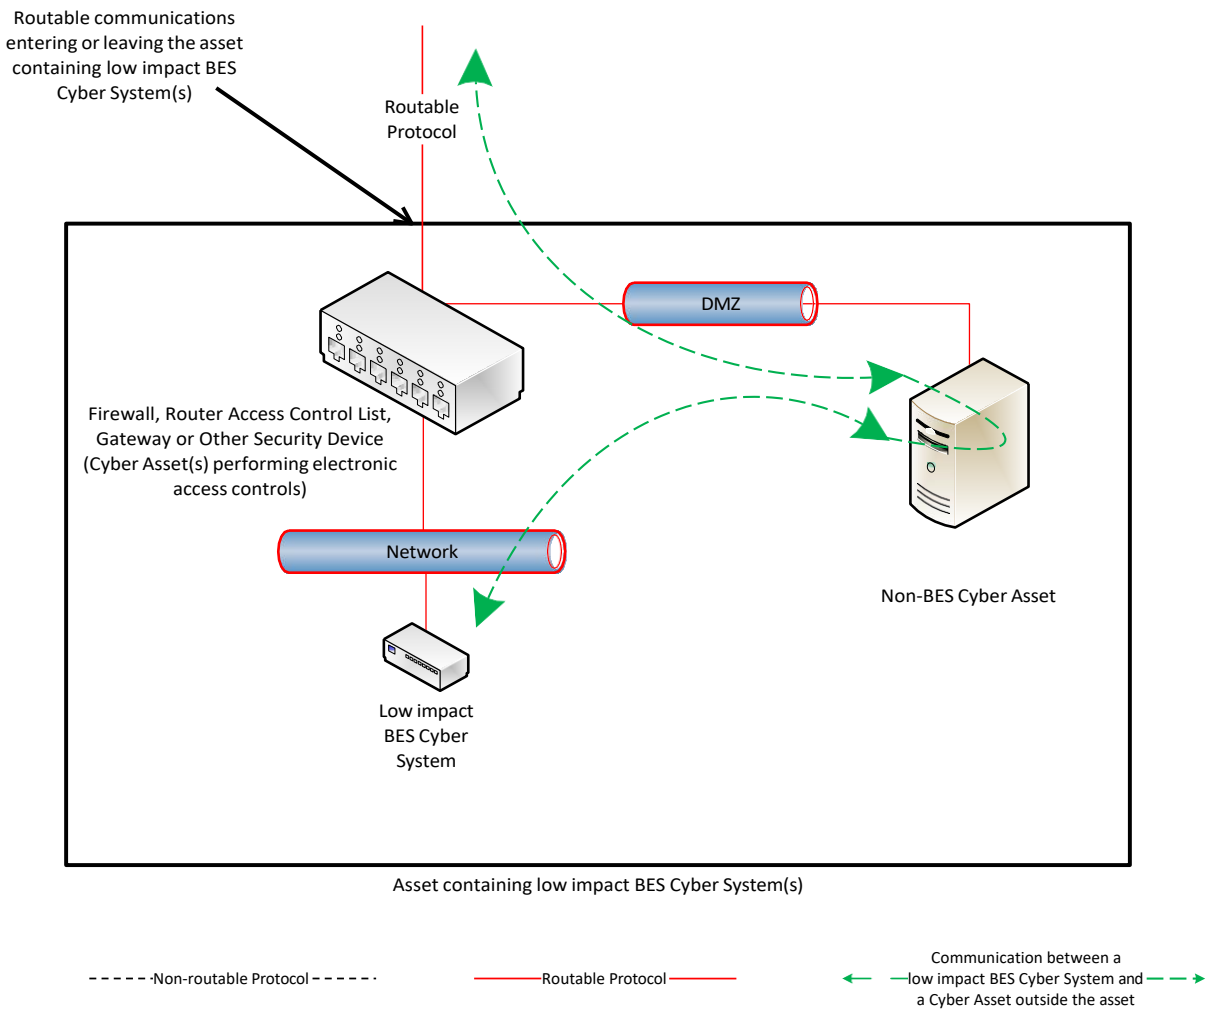 Routable communications
entering or leaving the asset
containing low impact BES
Cyber System(s)
Routable
Protocol
DMZ
Firewall, Router Access Control List,
Gateway or Other Security Device
(Cyber Asset(s) performing electronic
access controls)
Network
Non-BES Cyber Asset
Low impact
BES Cyber
System
Asset containing low impact BES Cyber System(s)
Non-routable Protocol
Routable Protocol
Communication between a
low impact BES Cyber System and
a Cyber Asset outside the asset